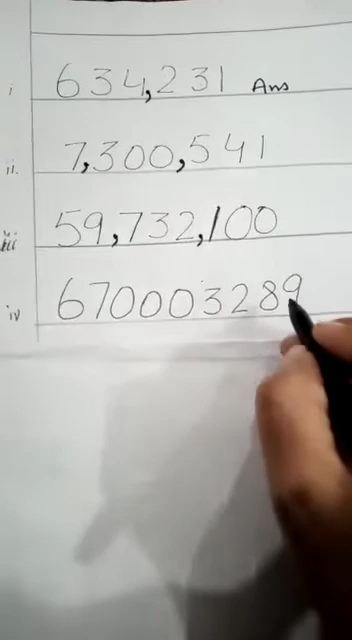 i 634,231 Ans
ii. 7,300,541
iii 59,732,100
iv 670003289